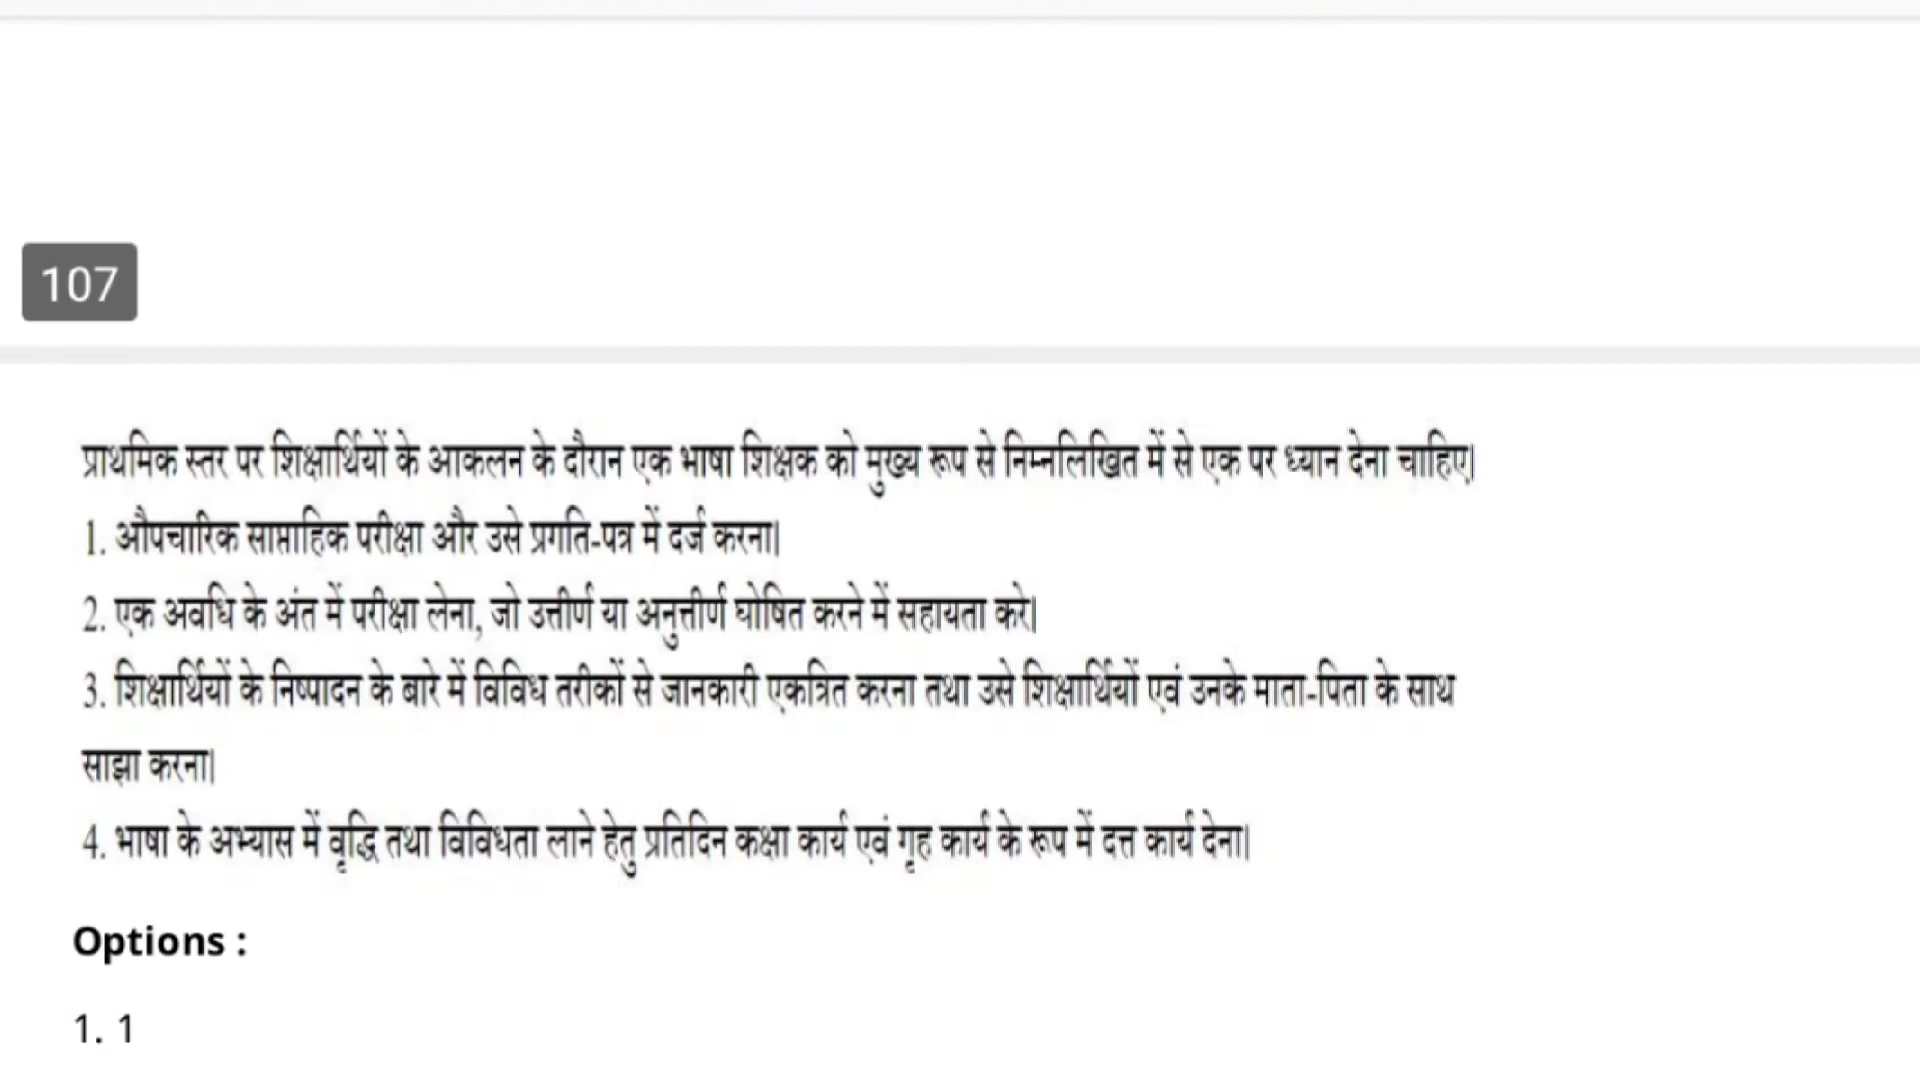 107
प्राथमिक स्तर पर शिक्षार्थियों के आकलन के दौरान एक भाषा शिक्षक को मुख्य रूप से निम्नलिखित में से एक पर ध्यान देना चाहिए|
1. औपचारिक साप्ताहिक परीक्षा और उसे प्रगति-पत्र में दर्ज करना|
2. एक अवधि के अंत में परीक्षा लेना, जो उत्तीर्ण या अनुत्तीर्ण घोषित करने में सहायता करे|
3. शिक्षार्थियों के निष्पादन के बारे में विविध तरीकों से जानकारी एकत्रित करना तथा उसे शिक्षार्थियों एवं उनके माता-पिता के साथ
साझा करना|
4. भाषा के अभ्यास में वृद्धि तथा विविधता लाने हेतु प्रतिदिन कक्षा कार्य एवं गृह कार्य के रूप में दत्त कार्य देना|
Options :
1. 1